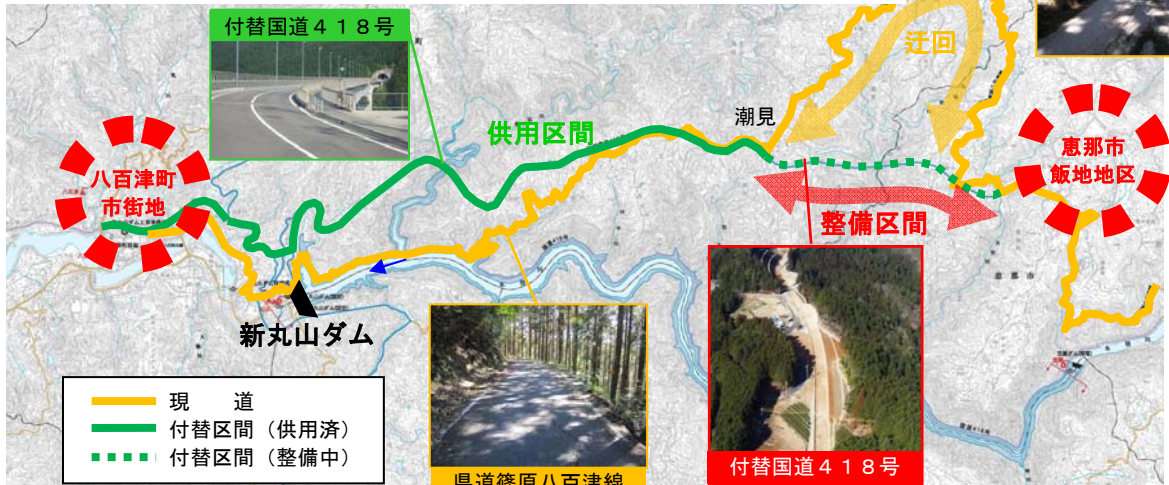 付替国道418号
迂回
潮見
供用区間
八百津町
市街地
恵那市
飯地地区
整備区間
恵那市
新丸山ダム
現　　道
付替区間（供用済）
付替区間（整備中）
県道篠原八百津線
付替国道418号